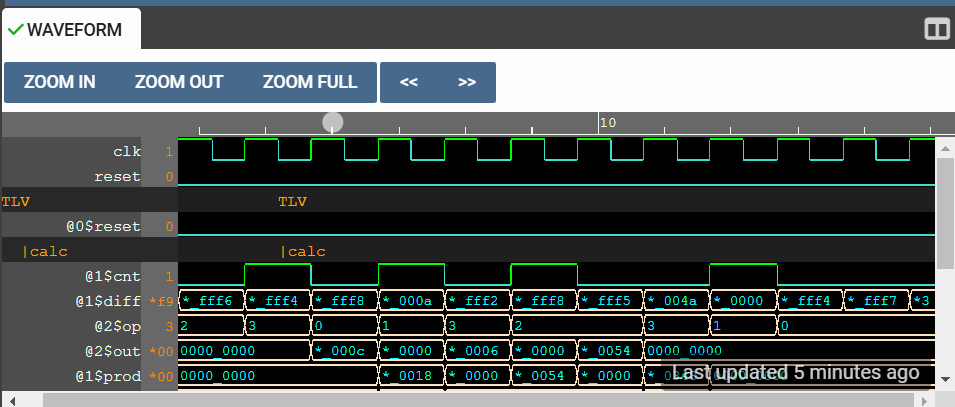 WAVEFORM
ZOOM IN ZOOM OUT ZOOM FULL << >>
10
clk 1
reset 0
TLV TLV
@0$reset 0
|calc |calc
@1$cnt 1
@1$diff *f9 *_fff6 *_fff4 *_fff8 *_000a *_fff2 *_fff8 *_fff5 *_004a *_0000 *_fff4 *_fff7 *3
@2$op 3 2 3 0 1 3 2 3 1 0
@2$out *00 0000_0000 *_000c *_0000 *_0006 *_0000 *_0054 0000_0000
@1$prod *00 0000_0000 *_0018 *_0000 *_0054 *_0000
Last updated 5 minutes ago